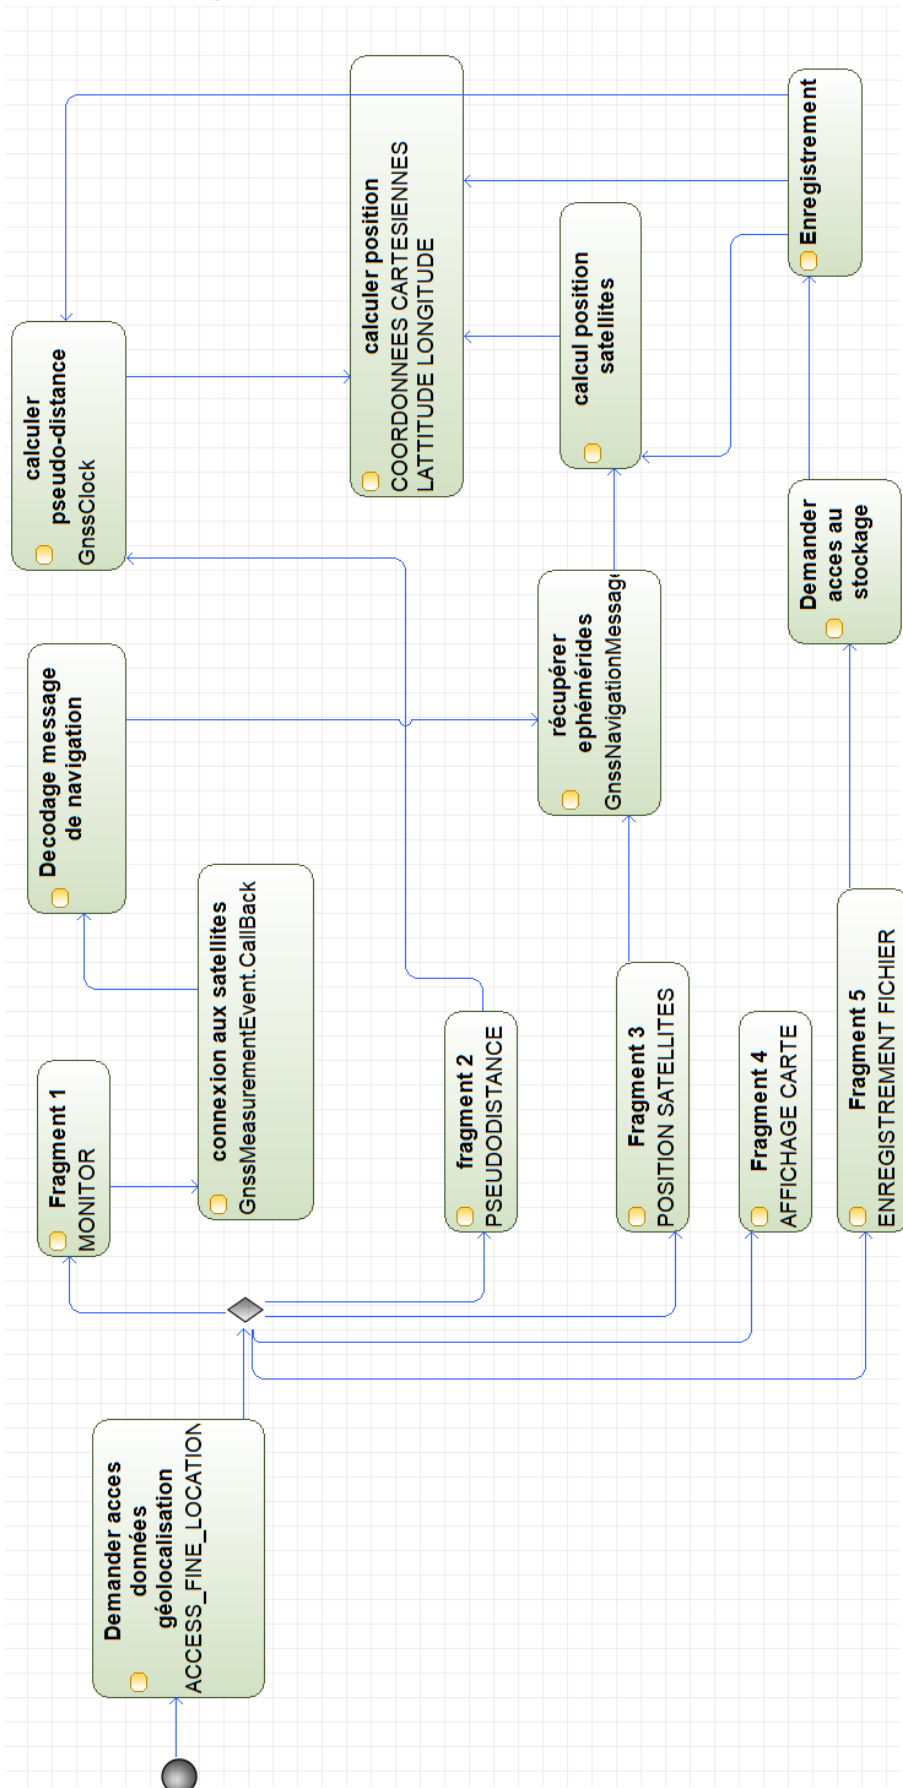 Demander acces
données
géolocalisation
ACCESS_FINE_LOCATION
Fragment 1
MONITOR
connexion aux satellites
GnssMeasurementEvent.CallBack
Decodage message
de navigation
calculer
pseudo-distance
GnssClock
calculer position
COORDONNEES CARTESIENNES
LATTITUDE LONGITUDE
fragment 2
PSEUDODISTANCE
Fragment 3
POSITION SATELLITES
récupérer
ephémérides
GnssNavigationMessag
calcul position
satellites
Fragment 4
AFFICHAGE CARTE
Fragment 5
ENREGISTREMENT FICHIER
Demander
acces au
stockage
Enregistrement